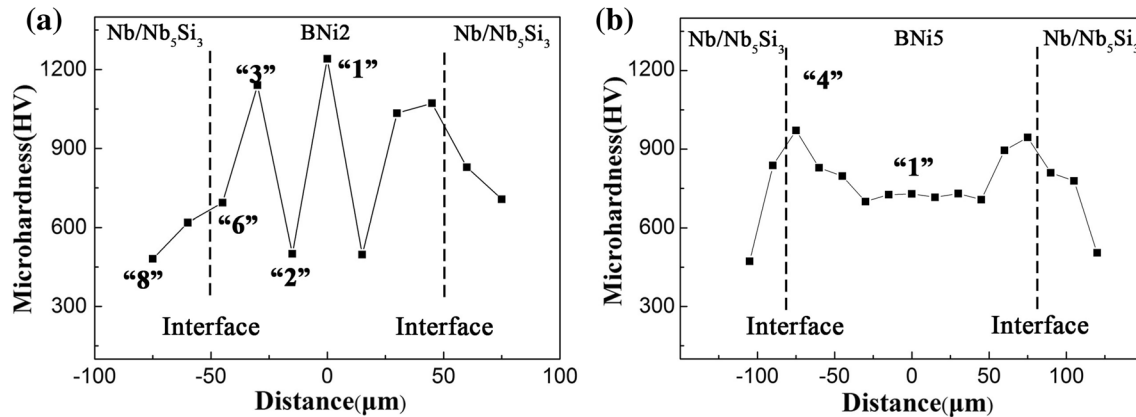 (a)
Nb/Nb₅Si₃ BNi2 Nb/Nb₅Si₃
Microhardness(HV)
1200
900
600
300
“3”
“1”
“6”
“8”
“2”
Interface Interface
-100 -50 0 50 100
Distance(μm)
(b)
Nb/Nb₅Si₃ BNi5 Nb/Nb₅Si₃
Microhardness(HV)
1200
900
600
300
“4”
“1”
Interface Interface
-100 -50 0 50 100
Distance(μm)